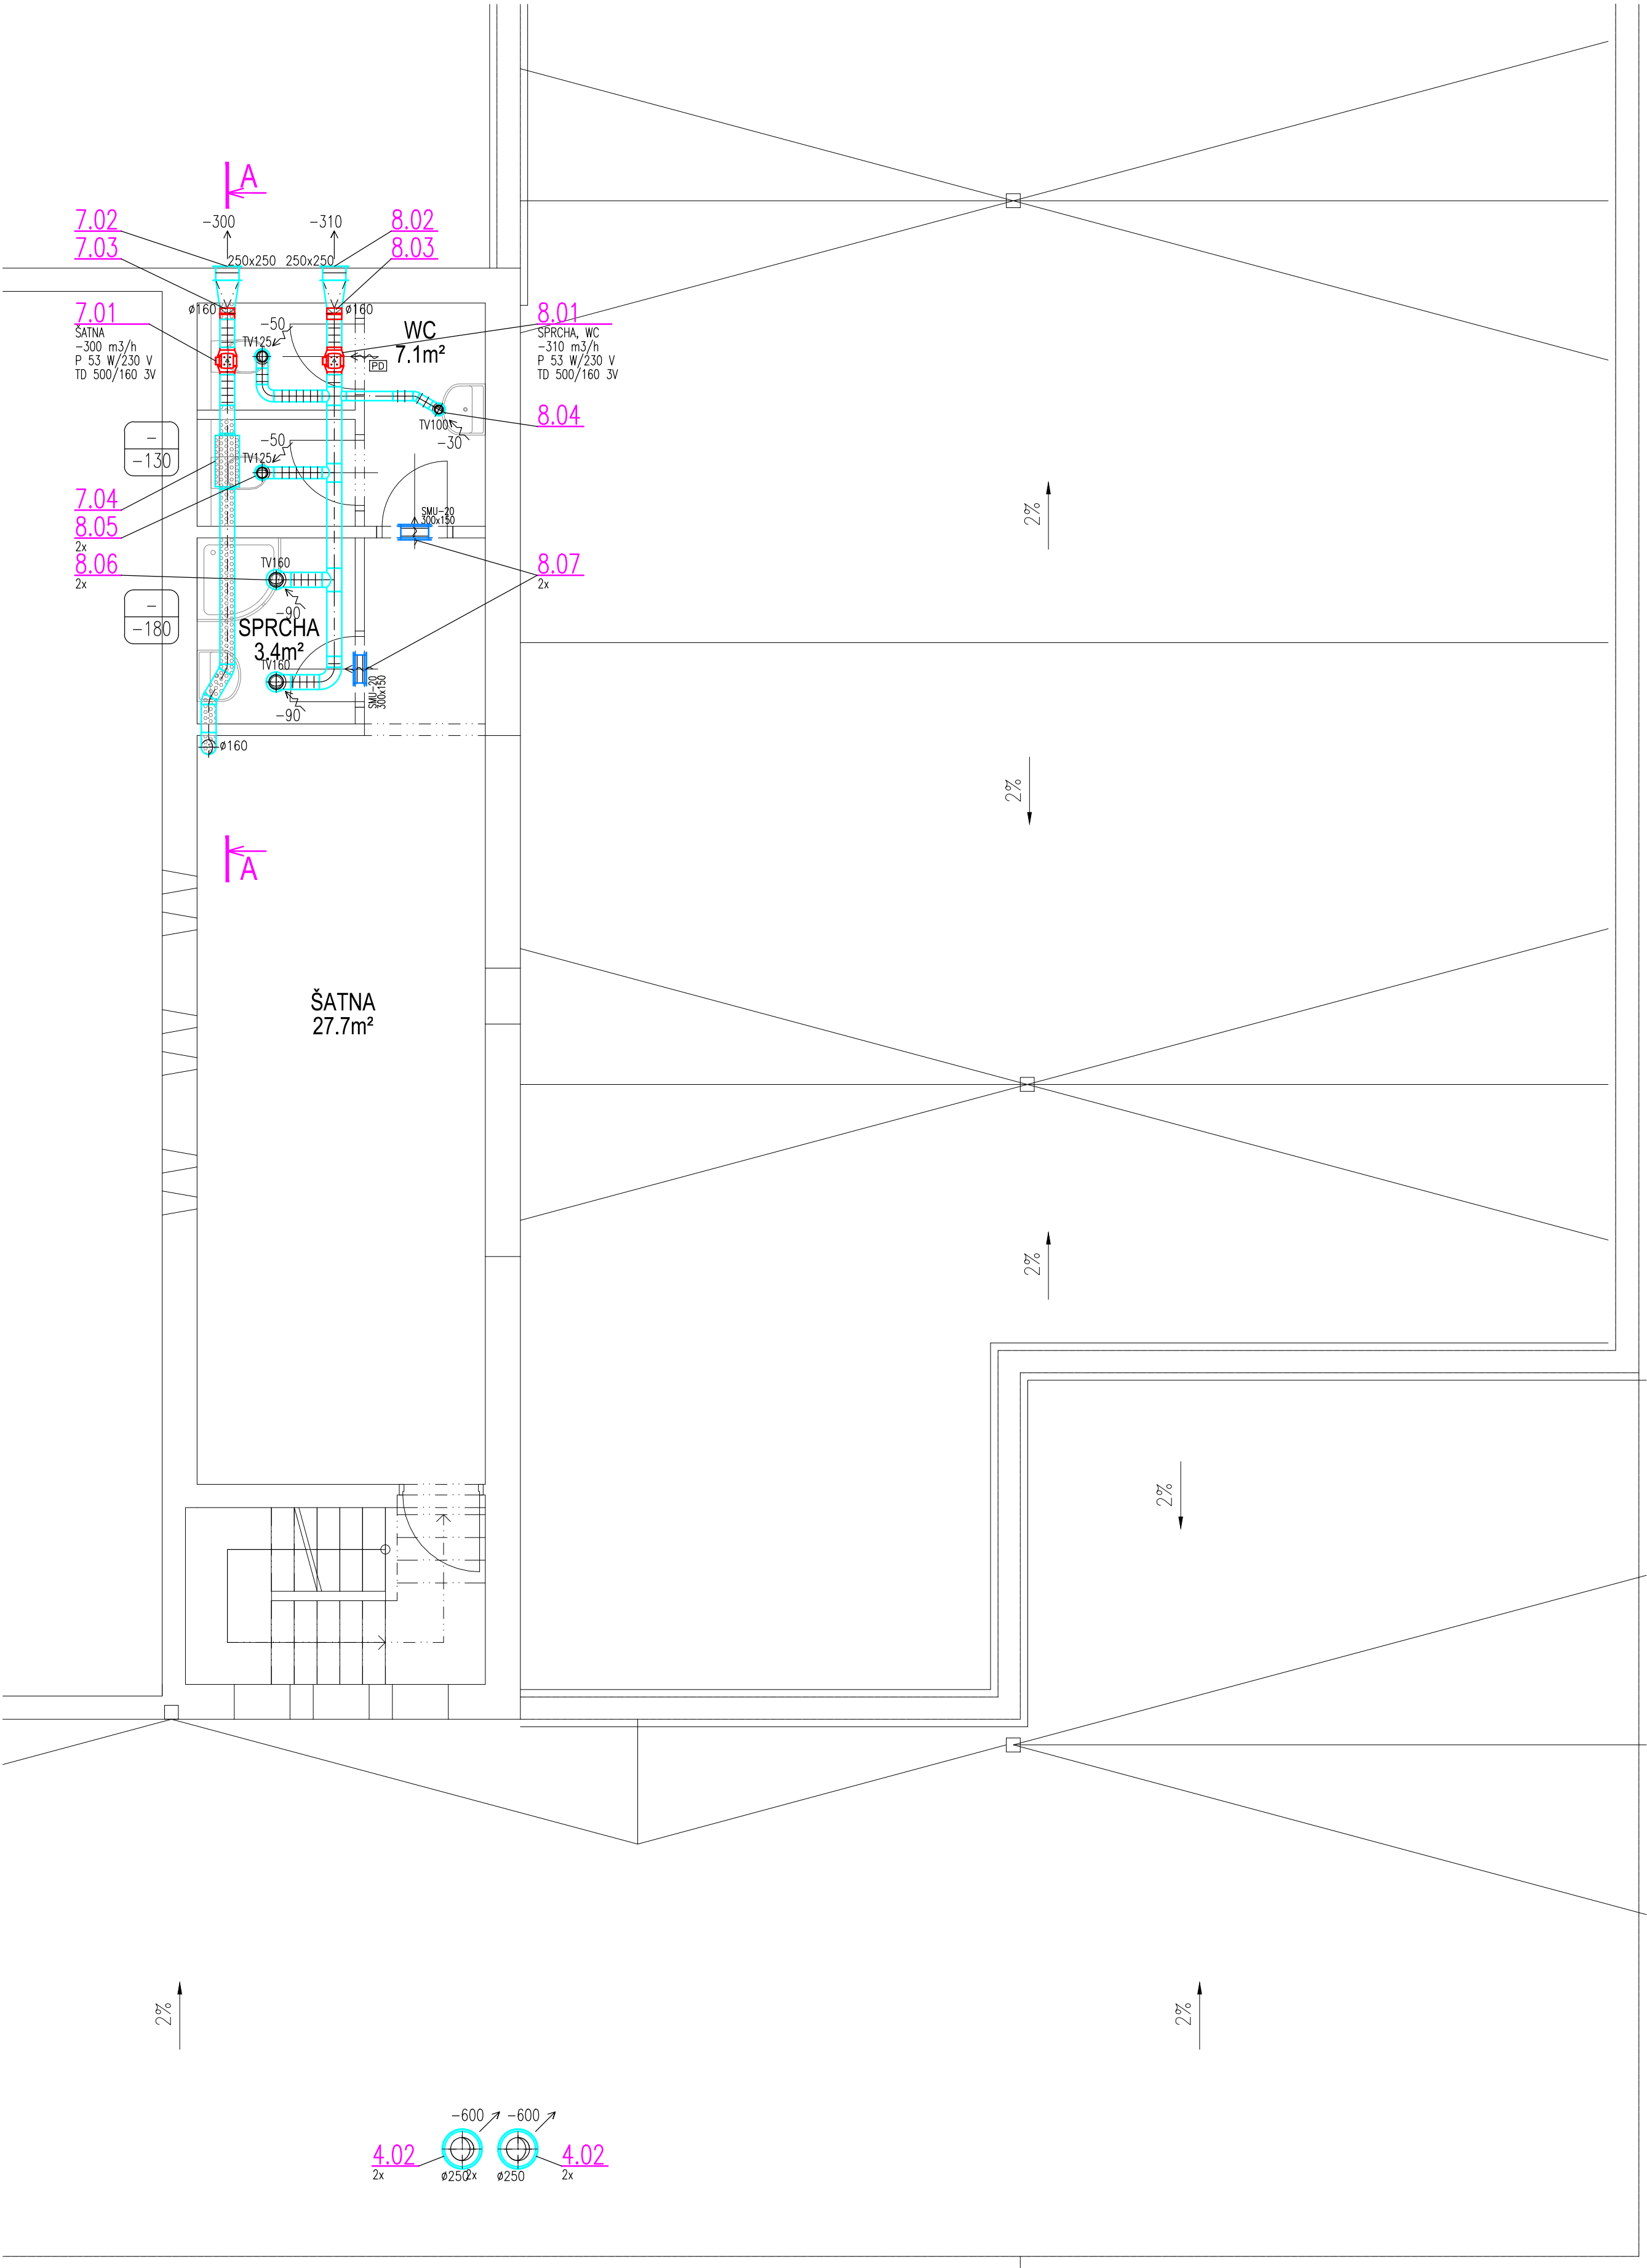 A
-300
-310
7.02
8.02
7.03
8.03
250x250
250x250
ø160
ø160
7.01
ŠATNA
-300 m3/h
P 53 W/230 V
TD 500/160 3V
-50
TV125
WC
7.1m²
PD
8.01
SPRCHA, WC
-310 m3/h
P 53 W/230 V
TD 500/160 3V
8.04
TV100
-30
-
-130
-50
TV125
7.04
8.05
2x
8.06
2x
SMU-20
300x150
8.07
2x
TV160
-90
-
-180
SPRCHA
3.4m²
TV160
-90
SMU-20
300x150
ø160
A
ŠATNA
27.7m²
2%
2%
2%
2%
2%
2%
-600
-600
4.02
2x
4.02
2x
ø250
2x
ø250